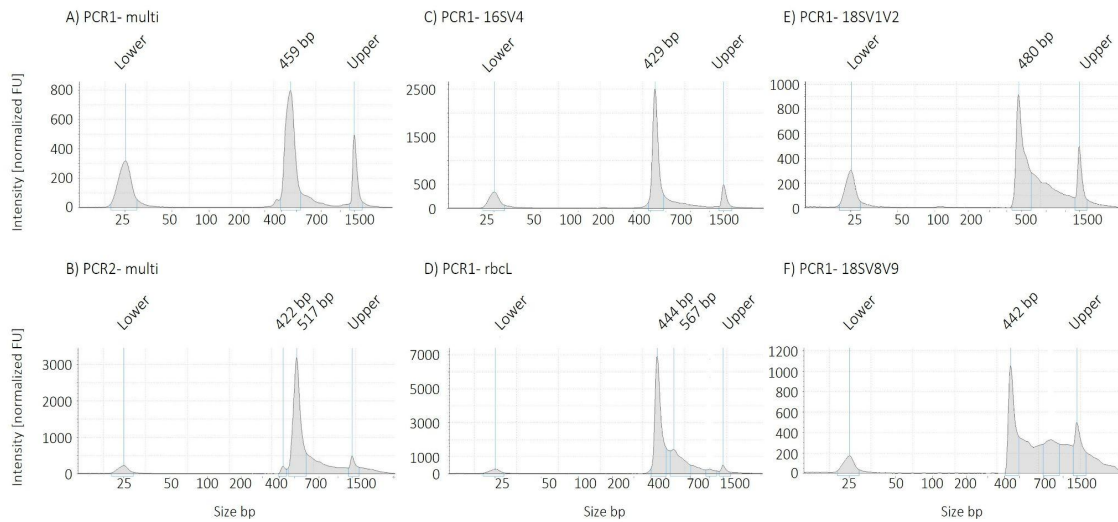 A) PCR1- multi
C) PCR1- 16SV4
E) PCR1- 18SV1V2
Lower
459 bp
Upper
Lower
429 bp
Upper
Lower
480 bp
Upper
Intensity [normalized FU]
800
600
400
200
0
25 50 100 200 400 700 1500
2500
1500
500
0
25 50 100 200 400 700 1500
1000
800
600
400
200
0
25 50 100 200 500 1500
B) PCR2- multi
D) PCR1- rbcL
F) PCR1- 18SV8V9
Lower
422 bp
517 bp
Upper
Lower
444 bp
567 bp
Upper
Lower
442 bp
Upper
Intensity [normalized FU]
3000
2000
1000
0
25 50 100 200 400 700 1500
7000
5500
4000
2000
1000
0
25 50 100 200 400 700 1500
1200
1000
800
600
400
200
0
25 50 100 200 400 700 1500
Size bp
Size bp
Size bp